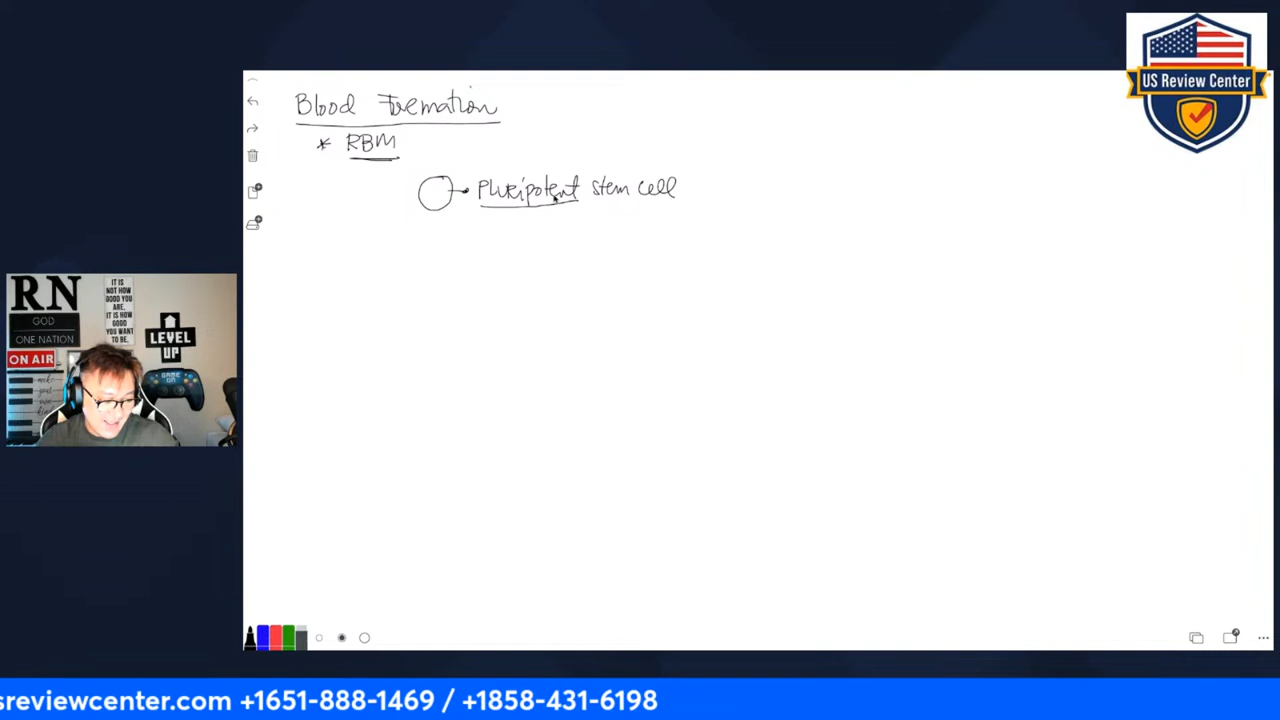 US Review Center
Blood Formation
* RBM
Pluripotent stem cell
RN
GOD
ONE NATION
ON AIR
IT IS
NOT HOW
GOOD YOU
ARE.
IT IS HOW
GOOD
YOU WANT
TO BE.
LEVEL
UP
GAME
ON
sreviewcenter.com +1651-888-1469 / +1858-431-6198